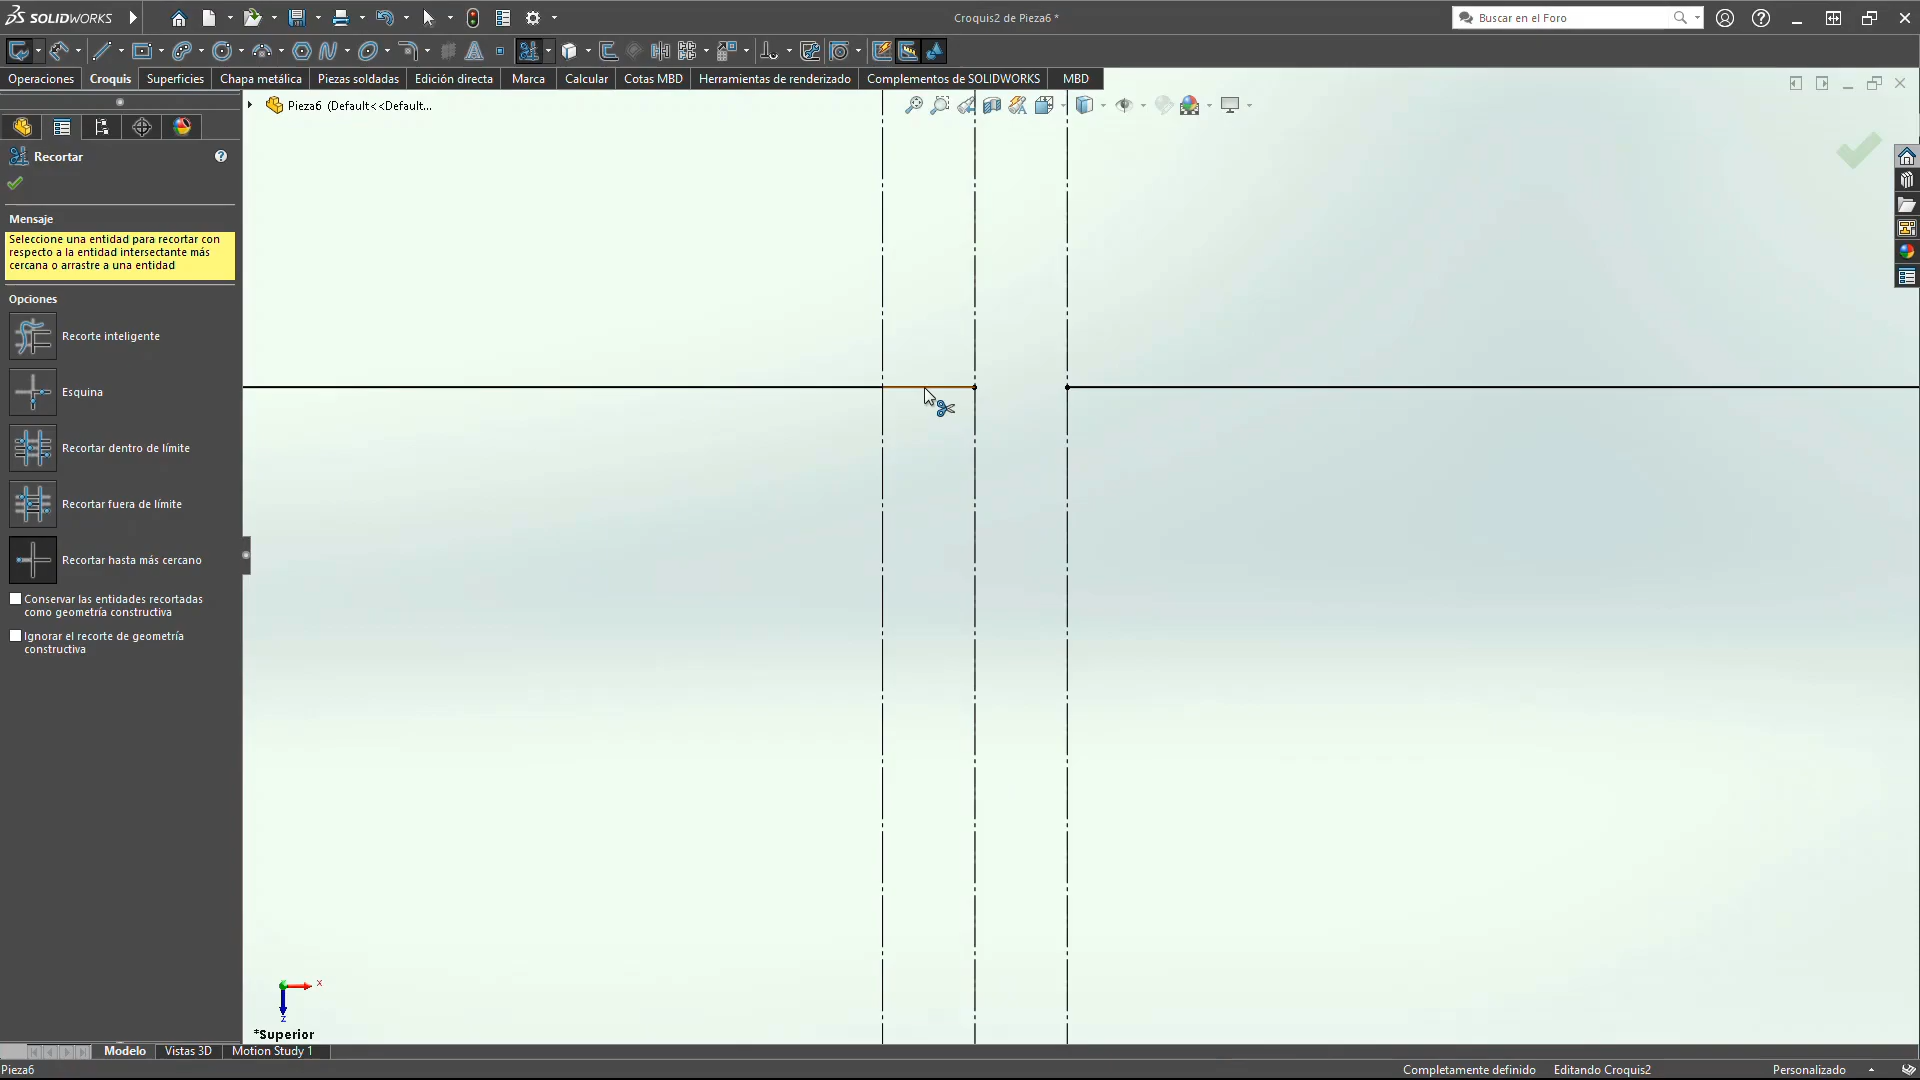 SOLIDWORKS
Croquis2 de Pieza6 *
Buscar en el Foro
Operaciones
Croquis
Superficies
Chapa metálica
Piezas soldadas
Edición directa
Marca
Calcular
Cotas MBD
Herramientas de renderizado
Complementos de SOLIDWORKS
MBD
Pieza6 (Default<<Default...
Recortar
Mensaje
Seleccione una entidad para recortar con
respecto a la entidad intersectante más
cercana o arrastre a una entidad
Opciones
Recorte inteligente
Esquina
Recortar dentro de límite
Recortar fuera de límite
Recortar hasta más cercano
Conservar las entidades recortadas
como geometría constructiva
Ignorar el recorte de geometría
constructiva
X
Z
*Superior
Modelo
Vistas 3D
Motion Study 1
Pieza6
Completamente definido
Editando Croquis2
Personalizado